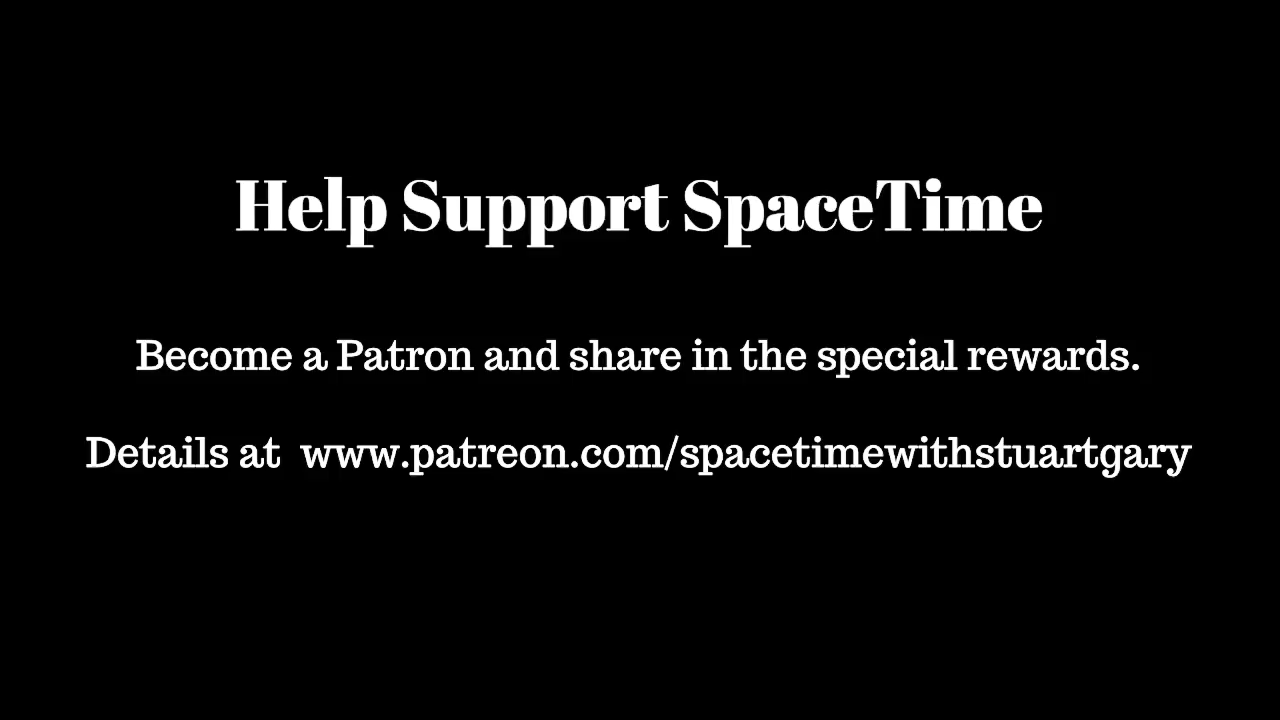 Help Support SpaceTime
Become a Patron and share in the special rewards.
Details at  www.patreon.com/spacetimewithstuartgary